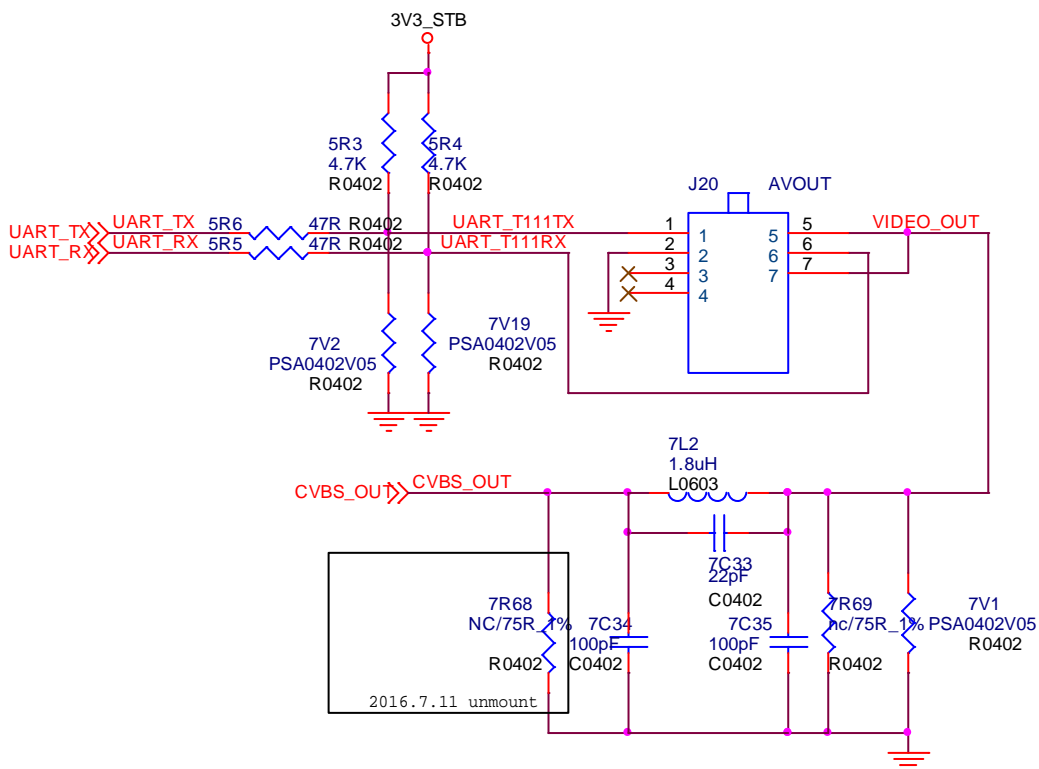 3V3_STB
5R3
4.7K
R0402
5R4
4.7K
R0402
J20 AVOUT
UART_TX UART_TX 5R6 47R R0402 UART_T111TX
UART_RX UART_RX 5R5 47R R0402 UART_T111RX
1 1 5 5 VIDEO_OUT
2 2 6 6
3 3 7 7
4 4
7V2
PSA0402V05
R0402
7V19
PSA0402V05
R0402
7L2
1.8uH
L0603
CVBS_OUT CVBS_OUT
7C33
22pF
C0402
7R68
NC/75R_1%
R0402
7C34
100pF
C0402
7C35
100pF
C0402
7R69
nc/75R_1%
R0402
7V1
PSA0402V05
R0402
2016.7.11 unmount